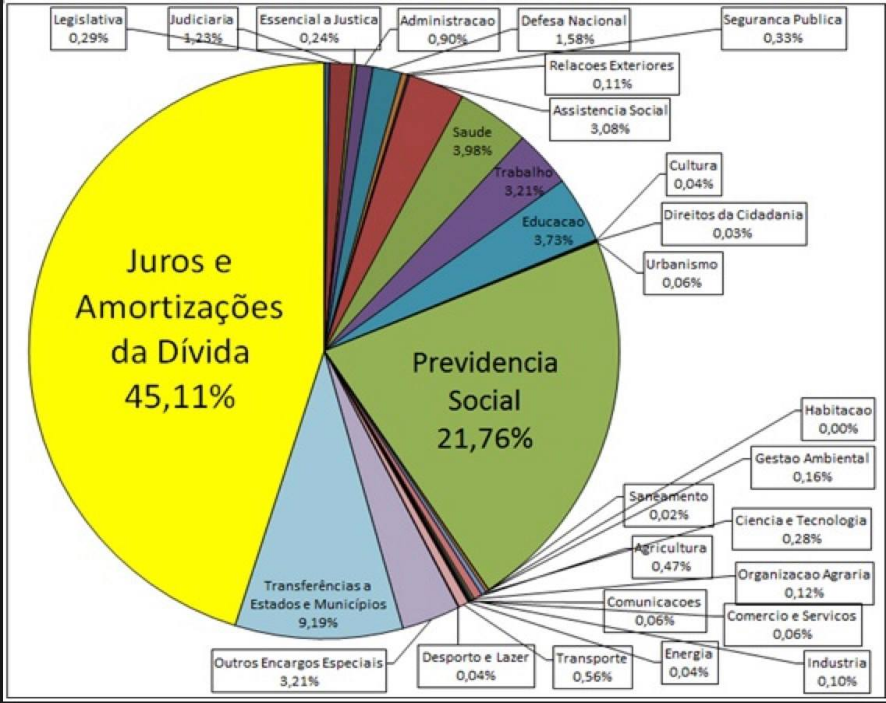 Legislativa
0,29%
Judiciaria
1,23%
Essencial a Justica
0,24%
Administracao
0,90%
Defesa Nacional
1,58%
Seguranca Publica
0,33%
Relacoes Exteriores
0,11%
Assistencia Social
3,08%
Saude
3,98%
Trabalho
3,21%
Educacao
3,73%
Cultura
0,04%
Direitos da Cidadania
0,03%
Urbanismo
0,06%
Juros e
Amortizações
da Dívida
45,11%
Previdencia
Social
21,76%
Habitacao
0,00%
Gestao Ambiental
0,16%
Saneamento
0,02%
Ciencia e Tecnologia
0,28%
Agricultura
0,47%
Organizacao Agraria
0,12%
Comunicacoes
0,06%
Comercio e Servicos
0,06%
Transferências a
Estados e Municípios
9,19%
Outros Encargos Especiais
3,21%
Desporto e Lazer
0,04%
Transporte
0,56%
Energia
0,04%
Industria
0,10%